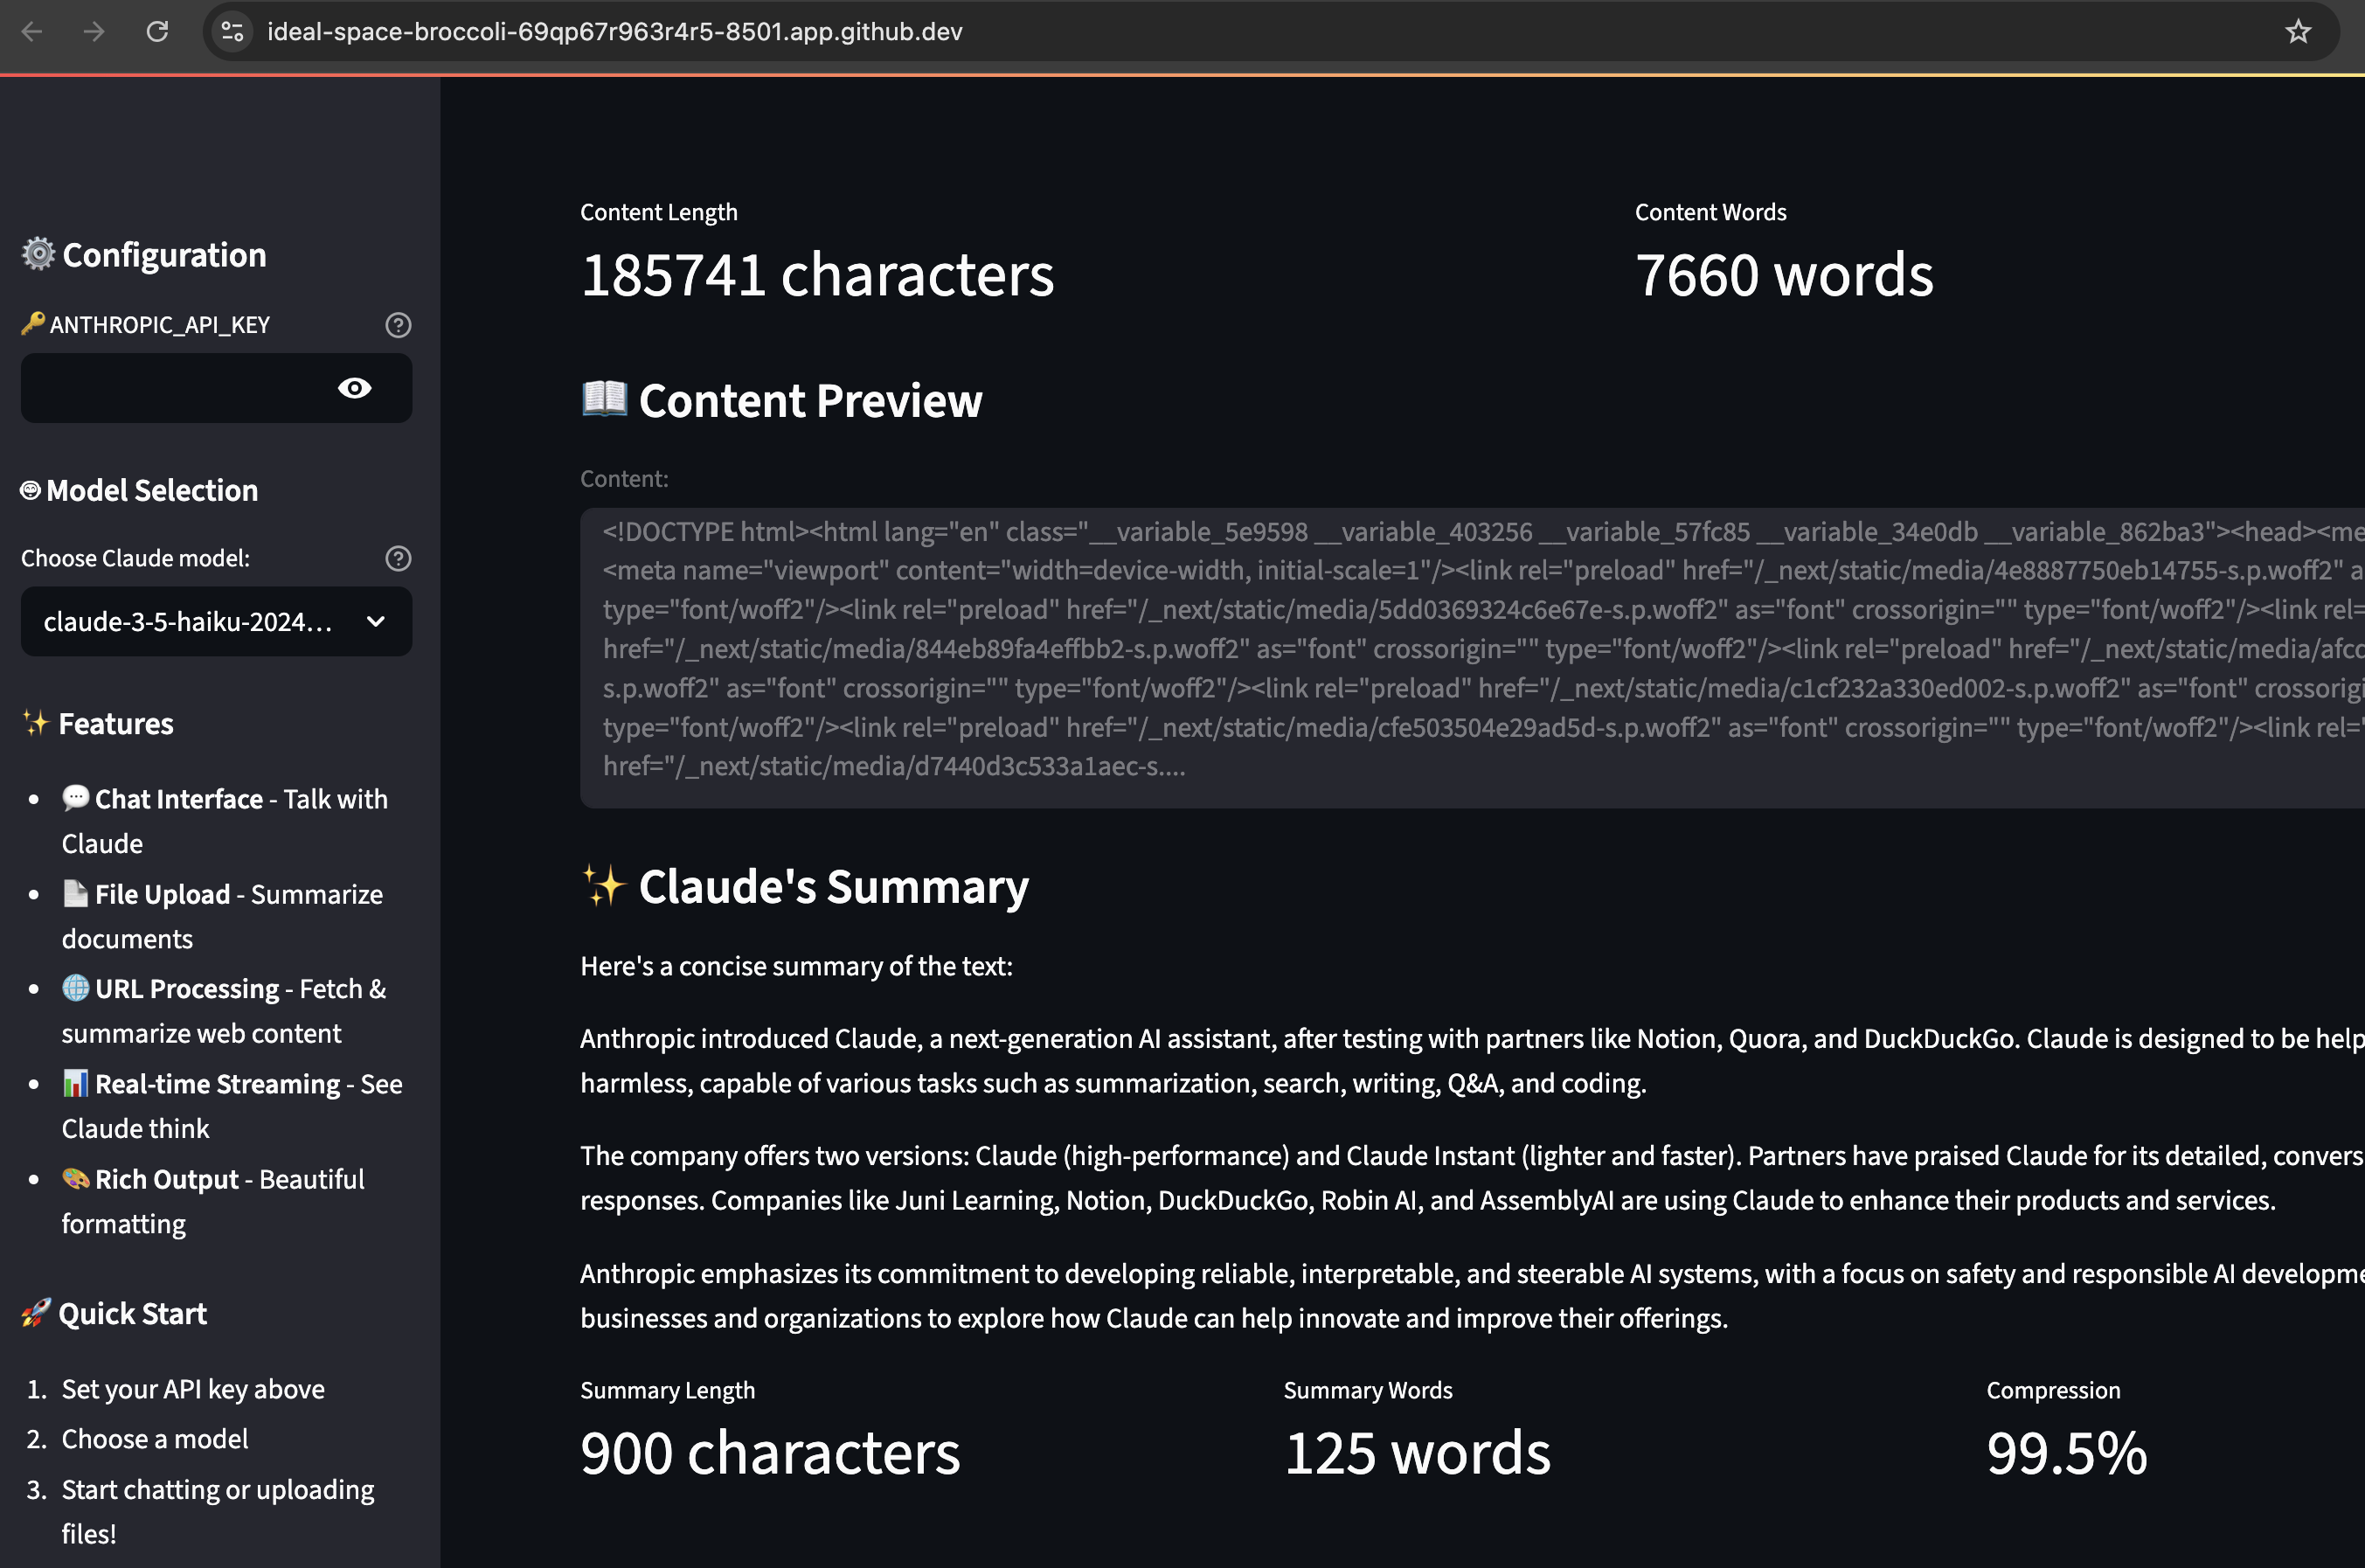 ideal-space-broccoli-69qp67r963r4r5-8501.app.github.dev
⚙️ Configuration
🔑 ANTHROPIC_API_KEY
Model Selection
Choose Claude model:
claude-3-5-haiku-2024...
✨ Features
• 💬 Chat Interface - Talk with
Claude
• 📄 File Upload - Summarize
documents
• 🌐 URL Processing - Fetch &
summarize web content
• 📊 Real-time Streaming - See
Claude think
• 🎨 Rich Output - Beautiful
formatting
🚀 Quick Start
1. Set your API key above
2. Choose a model
3. Start chatting or uploading
files!
Content Length
185741 characters
Content Words
7660 words
📖 Content Preview
Content:
<!DOCTYPE html><html lang="en" class="__variable_5e9598 __variable_403256 __variable_57fc85 __variable_34e0db __variable_862ba3"><head><me
<meta name="viewport" content="width=device-width, initial-scale=1"/><link rel="preload" href="/_next/static/media/4e8887750eb14755-s.p.woff2" a
type="font/woff2"/><link rel="preload" href="/_next/static/media/5dd0369324c6e67e-s.p.woff2" as="font" crossorigin="" type="font/woff2"/><link rel=
href="/_next/static/media/844eb89fa4effbb2-s.p.woff2" as="font" crossorigin="" type="font/woff2"/><link rel="preload" href="/_next/static/media/afcc
s.p.woff2" as="font" crossorigin="" type="font/woff2"/><link rel="preload" href="/_next/static/media/c1cf232a330ed002-s.p.woff2" as="font" crossorigi
type="font/woff2"/><link rel="preload" href="/_next/static/media/cfe503504e29ad5d-s.p.woff2" as="font" crossorigin="" type="font/woff2"/><link rel="
href="/_next/static/media/d7440d3c533a1aec-s....
✨ Claude's Summary
Here's a concise summary of the text:
Anthropic introduced Claude, a next-generation AI assistant, after testing with partners like Notion, Quora, and DuckDuckGo. Claude is designed to be help
harmless, capable of various tasks such as summarization, search, writing, Q&A, and coding.
The company offers two versions: Claude (high-performance) and Claude Instant (lighter and faster). Partners have praised Claude for its detailed, convers
responses. Companies like Juni Learning, Notion, DuckDuckGo, Robin AI, and AssemblyAI are using Claude to enhance their products and services.
Anthropic emphasizes its commitment to developing reliable, interpretable, and steerable AI systems, with a focus on safety and responsible AI developme
businesses and organizations to explore how Claude can help innovate and improve their offerings.
Summary Length
900 characters
Summary Words
125 words
Compression
99.5%